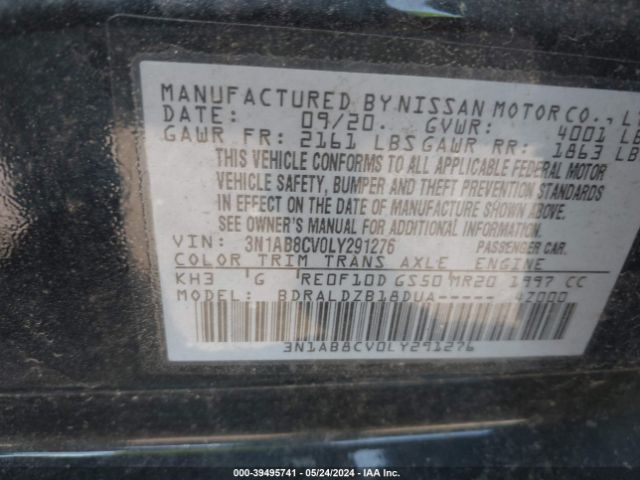 MANUFACTURED BY NISSAN MOTOR CO., LT
DATE: 09/20. GVWR: 4001 LB
GAWR FR: 2161 LBS GAWR RR: 1863 LB
THIS VEHICLE CONFORMS TO ALL APPLICABLE FEDERAL MOTOR
VEHICLE SAFETY, BUMPER AND THEFT PREVENTION STANDARDS
IN EFFECT ON THE DATE OF MANUFACTURE SHOWN ABOVE.
SEE OWNER'S MANUAL FOR ADDITIONAL INFORMATION.
VIN: 3N1AB8CV0LY291276 PASSENGER CAR.
COLOR TRIM TRANS AXLE ENGINE
KH3 G RE0F10D GS50 MR20 1997 CC
MODEL: BDRALDZB18DUA----- 4Z000
3N1AB8CV0LY291276
000-39495741 - 05/24/2024 - IAA Inc.